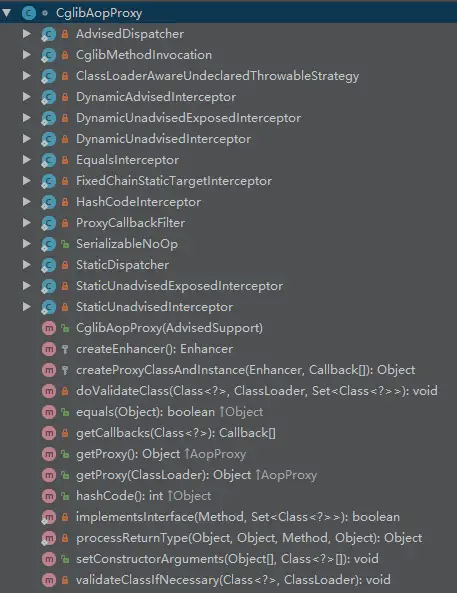 CglibAopProxy
AdvisedDispatcher
CglibMethodInvocation
ClassLoaderAwareUndeclaredThrowableStrategy
DynamicAdvisedInterceptor
DynamicUnadvisedExposedInterceptor
DynamicUnadvisedInterceptor
EqualsInterceptor
FixedChainStaticTargetInterceptor
HashCodeInterceptor
ProxyCallbackFilter
SerializableNoOp
StaticDispatcher
StaticUnadvisedExposedInterceptor
StaticUnadvisedInterceptor
CglibAopProxy(AdvisedSupport)
createEnhancer(): Enhancer
createProxyClassAndInstance(Enhancer, Callback[]): Object
doValidateClass(Class<?>, ClassLoader, Set<Class<?>>): void
equals(Object): boolean ↑Object
getCallbacks(Class<?>): Callback[]
getProxy(): Object ↑AopProxy
getProxy(ClassLoader): Object ↑AopProxy
hashCode(): int ↑Object
implementsInterface(Method, Set<Class<?>>): boolean
processReturnType(Object, Object, Method, Object): Object
setConstructorArguments(Object[], Class<?>[]): void
validateClassIfNecessary(Class<?>, ClassLoader): void